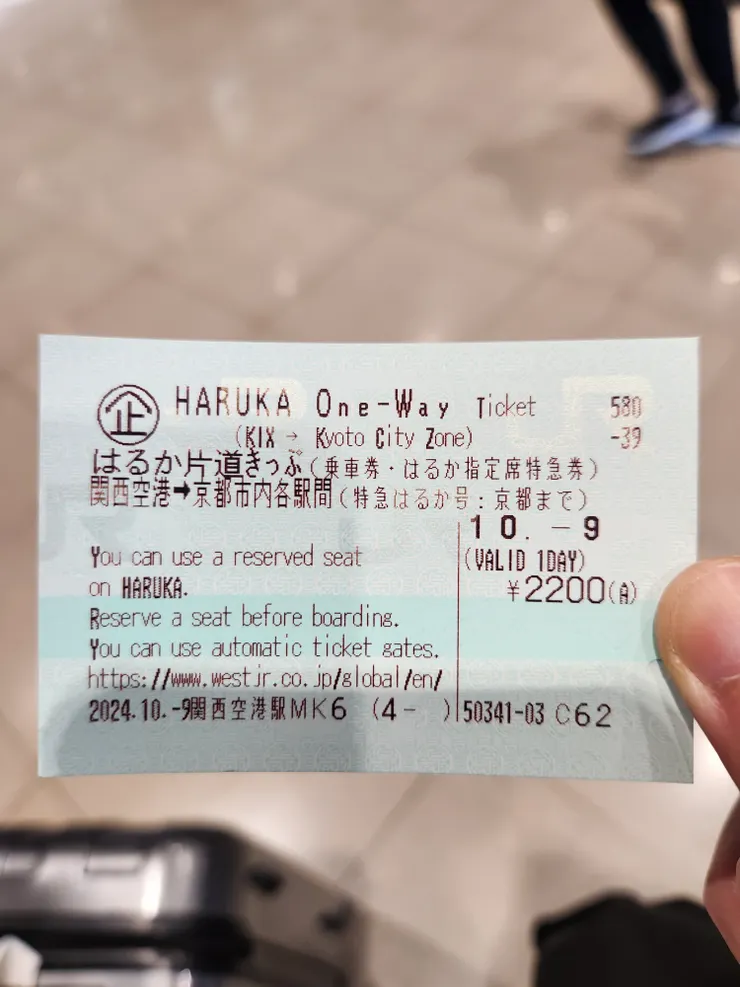 企 HARUKA One-Way Ticket 580
(KIX → Kyoto City Zone) -39
はるか片道きっぷ(乗車券・はるか指定席特急券)
関西空港➡京都市内各駅間(特急はるか号:京都まで)
10.-9
You can use a reserved seat (VALID 1DAY)
on HARUKA. ¥2200(A)
Reserve a seat before boarding.
You can use automatic ticket gates.
https://www.westjr.co.jp/global/en/
2024.10.-9関西空港駅MK6 (4- ) 50341-03 C62